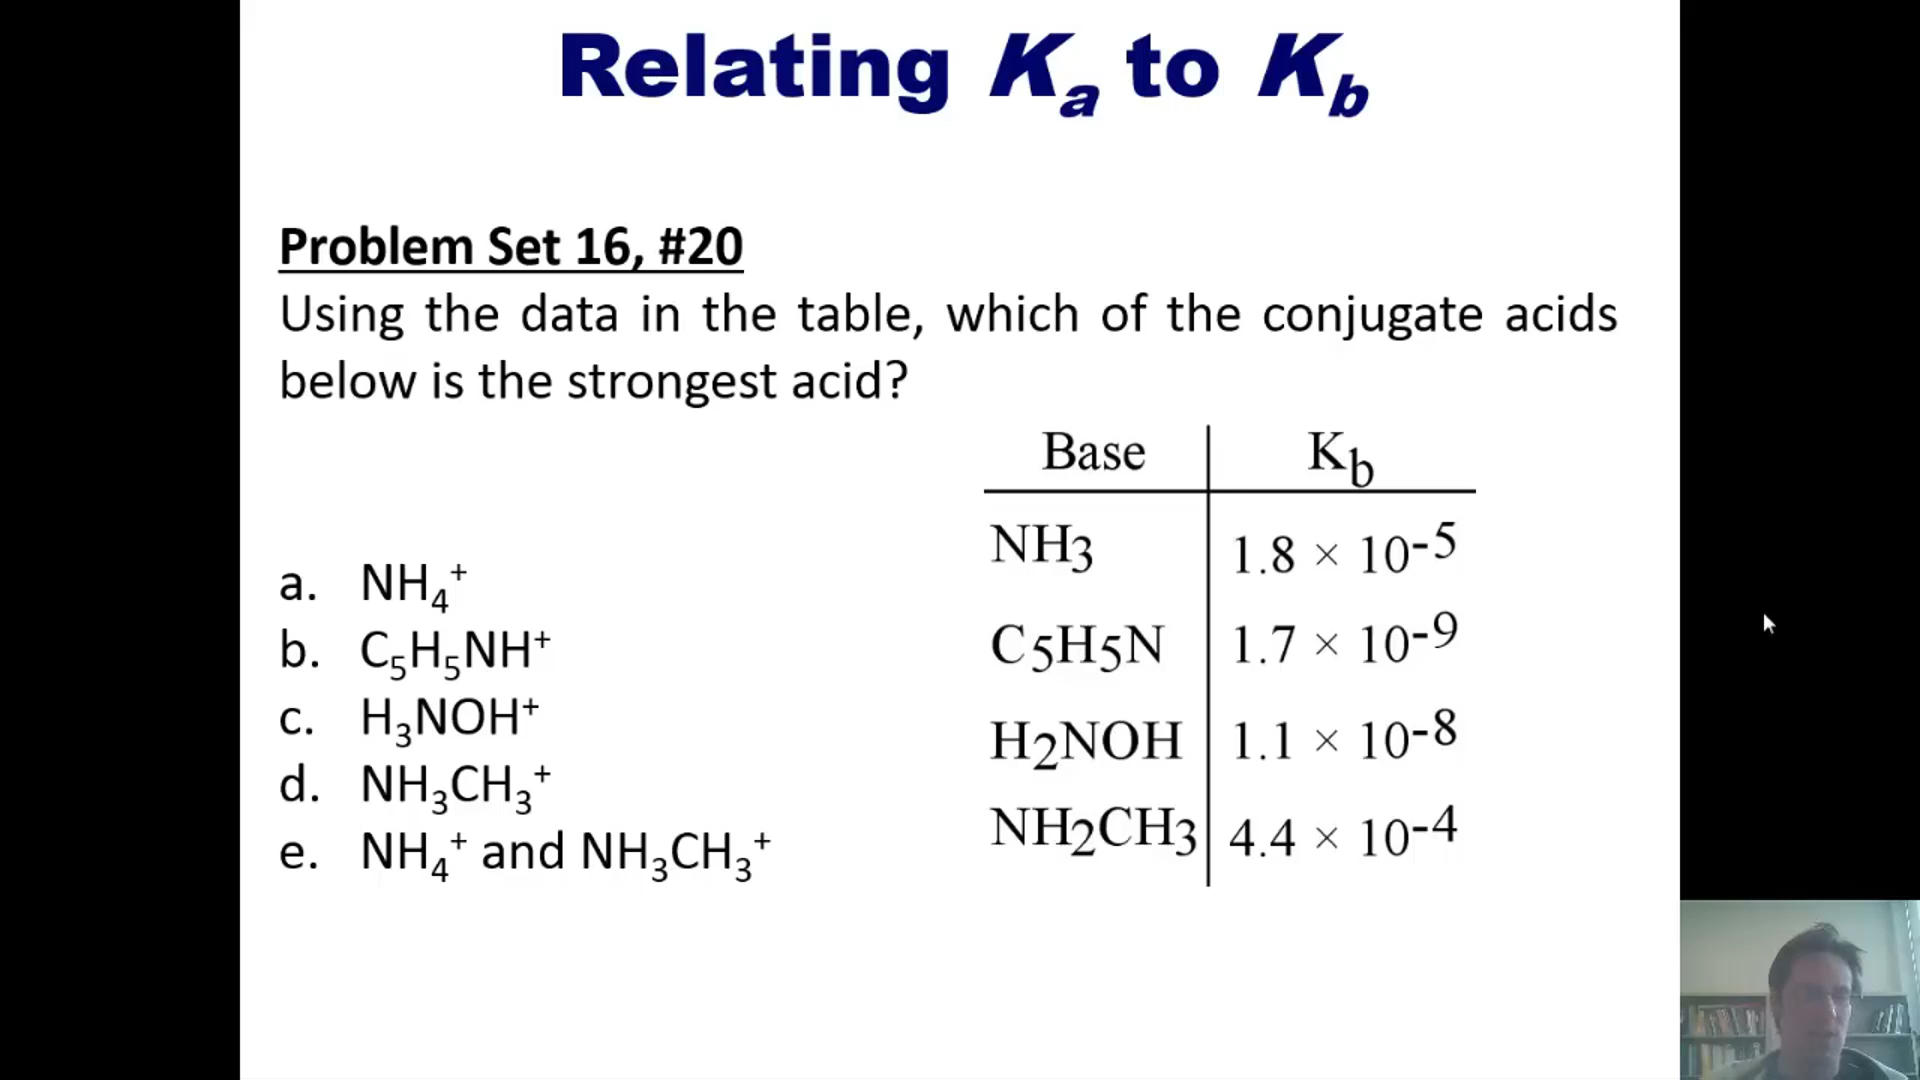 Relating Kₐ to K_b
Problem Set 16, #20
Using the data in the table, which of the conjugate acids
below is the strongest acid?
Base K_b
NH₃ 1.8 × 10⁻⁵
C₅H₅N 1.7 × 10⁻⁹
H₂NOH 1.1 × 10⁻⁸
NH₂CH₃ 4.4 × 10⁻⁴
a. NH₄⁺
b. C₅H₅NH⁺
c. H₃NOH⁺
d. NH₃CH₃⁺
e. NH₄⁺ and NH₃CH₃⁺